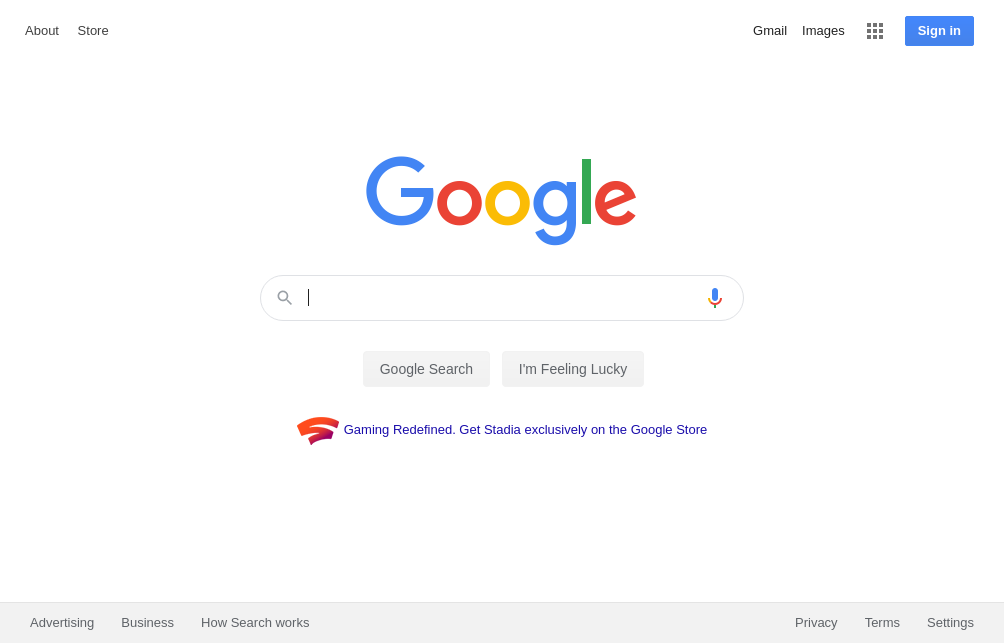 About Store Gmail Images Sign in
Google
Google Search I'm Feeling Lucky
Gaming Redefined. Get Stadia exclusively on the Google Store
Advertising Business How Search works Privacy Terms Settings